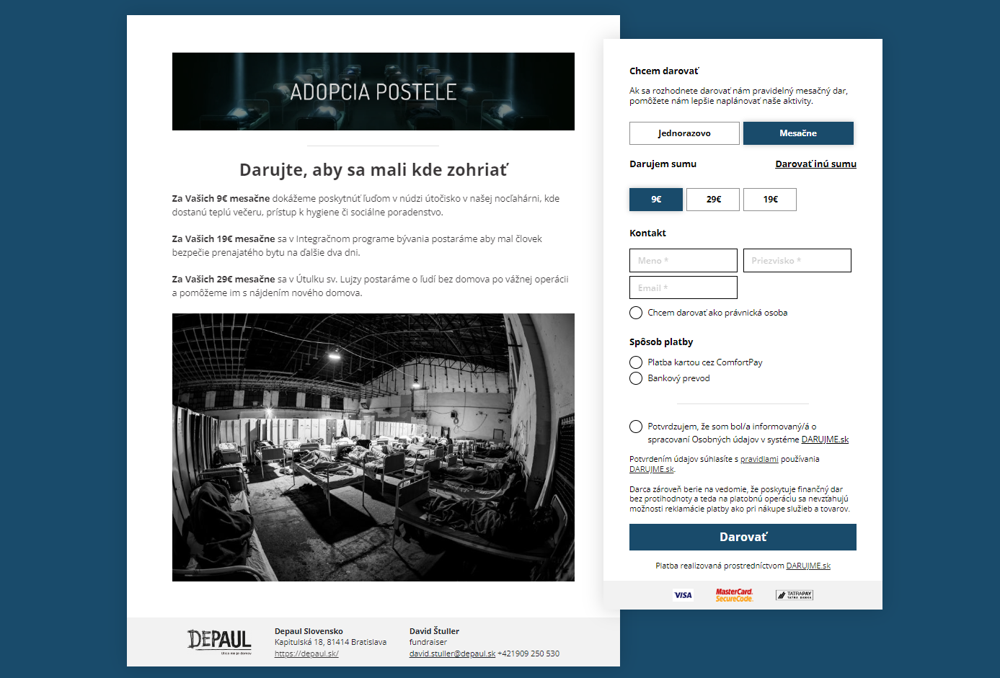 ADOPCIA POSTELE
Darujte, aby sa mali kde zohriať
Za Vašich 9€ mesačne dokážeme poskytnúť ľuďom v núdzi útočisko v našej nocľahárni, kde
dostanú teplú večeru, prístup k hygiene či sociálne poradenstvo.
Za Vašich 19€ mesačne sa v Integračnom programe bývania postaráme aby mal človek
bezpečie prenajatého bytu na ďalšie dva dni.
Za Vašich 29€ mesačne sa v Útulku sv. Lujzy postaráme o ľudí bez domova po vážnej operácii
a pomôžeme im s nájdením nového domova.
DEPAUL
Ulica nie je domov
Depaul Slovensko
Kapitulská 18, 81414 Bratislava
https://depaul.sk/
David Štuller
fundraiser
david.stuller@depaul.sk +421909 250 530
Chcem darovať
Ak sa rozhodnete darovať nám pravidelný mesačný dar,
pomôžete nám lepšie naplánovať naše aktivity.
Jednorazovo Mesačne
Darujem sumu Darovať inú sumu
9€ 29€ 19€
Kontakt
Meno * Priezvisko *
Email *
Chcem darovať ako právnická osoba
Spôsob platby
Platba kartou cez ComfortPay
Bankový prevod
Potvrdzujem, že som bol/a informovaný/á o
spracovaní Osobných údajov v systéme DARUJME.sk
Potvrdením údajov súhlasíte s pravidlami používania
DARUJME.sk.
Darca zároveň berie na vedomie, že poskytuje finančný dar
bez protihodnoty a teda na platobnú operáciu sa nevzťahujú
možnosti reklamácie platby ako pri nákupe služieb a tovarov.
Darovať
Platba realizovaná prostredníctvom DARUJME.sk
VISA MasterCard. TATRAPAY
SecureCode. TATRA BANKA